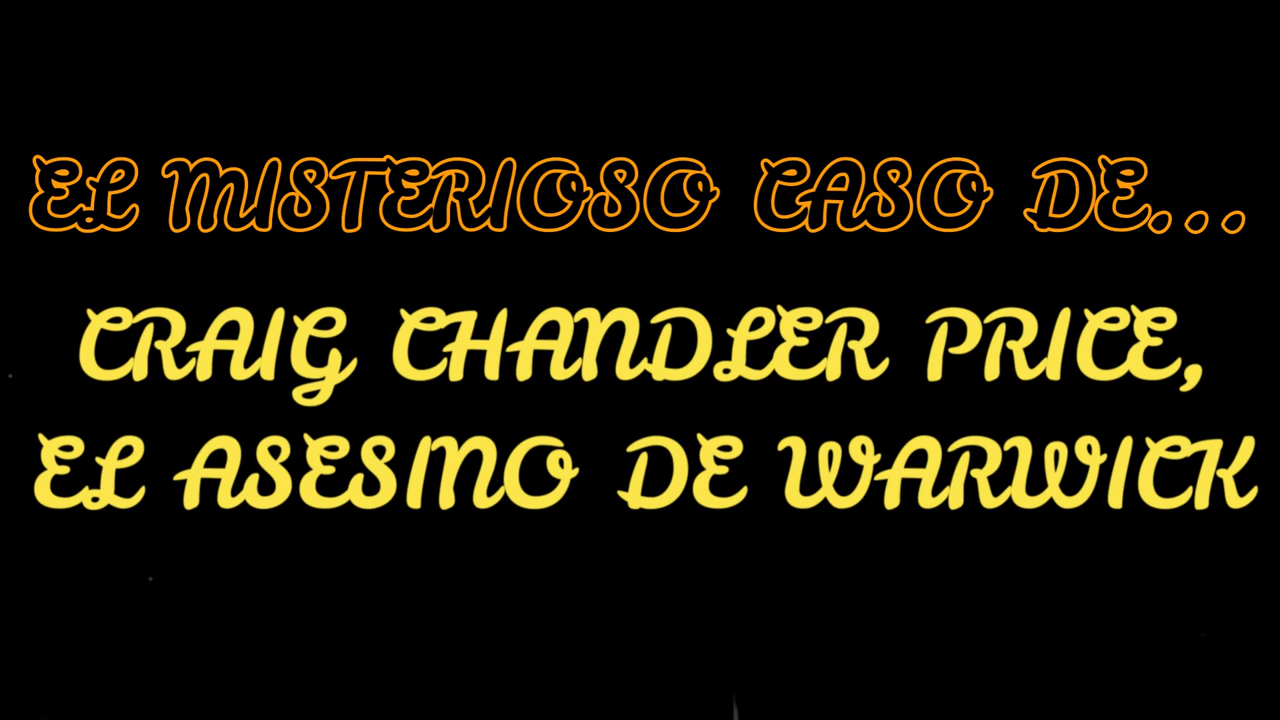 EL MISTERIOSO CASO DE...
CRAIG CHANDLER PRICE,
EL ASESINO DE WARWICK